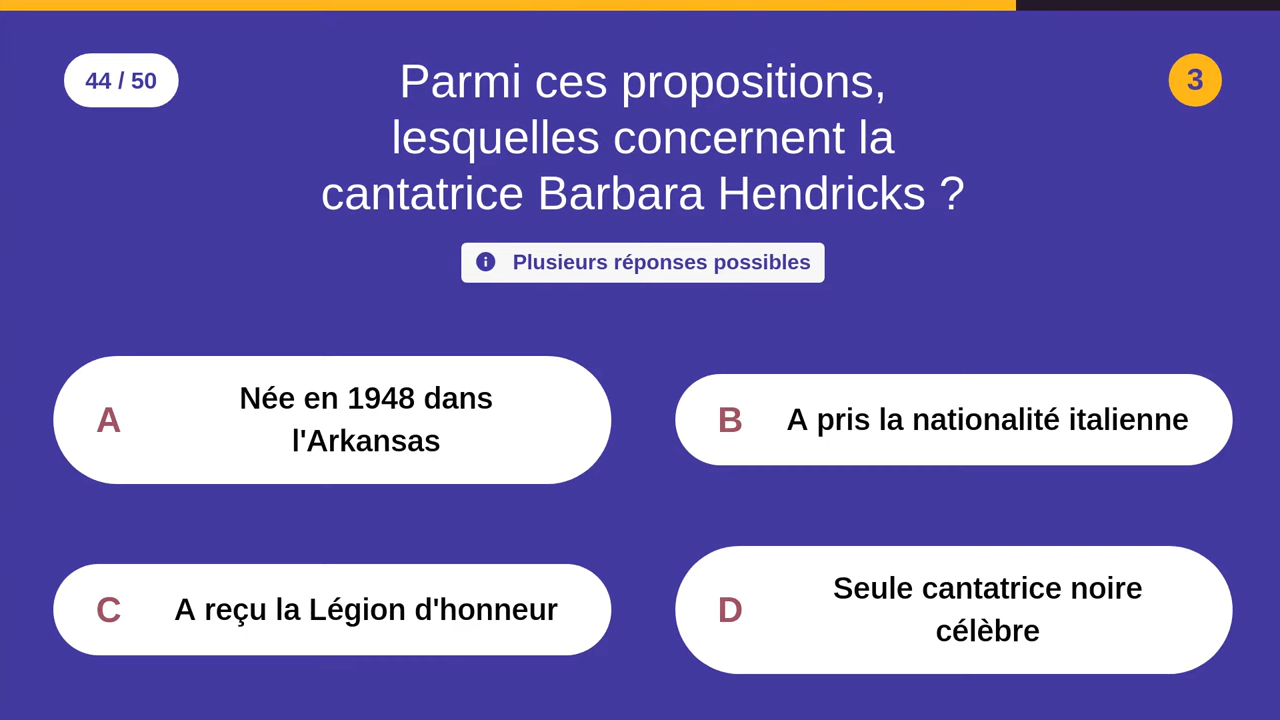 44 / 50
Parmi ces propositions,
lesquelles concernent la
cantatrice Barbara Hendricks ?
3
Plusieurs réponses possibles
A
Née en 1948 dans
l'Arkansas
B
A pris la nationalité italienne
C
A reçu la Légion d'honneur
D
Seule cantatrice noire
célèbre